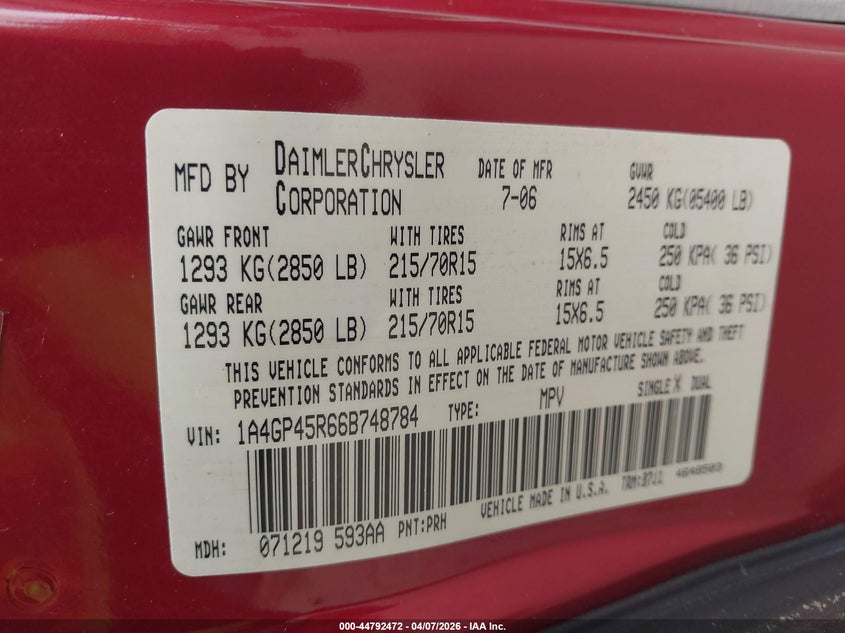 MFD BY DAIMLERCHRYSLER CORPORATION DATE OF MFR 7-06 GVWR 2450 KG(05400 LB)
GAWR FRONT WITH TIRES RIMS AT COLD
1293 KG(2850 LB) 215/70R15 15X6.5 250 KPA( 36 PSI)
GAWR REAR WITH TIRES RIMS AT COLD
1293 KG(2850 LB) 215/70R15 15X6.5 250 KPA( 36 PSI)
THIS VEHICLE CONFORMS TO ALL APPLICABLE FEDERAL MOTOR VEHICLE SAFETY AND THEFT
PREVENTION STANDARDS IN EFFECT ON THE DATE OF MANUFACTURE SHOWN ABOVE.
VIN: 1A4GP45R66B748784 TYPE: MPV SINGLE X DUAL
MDH: 071219 593AA PNT:PRH VEHICLE MADE IN U.S.A. TRM: 4648503
000-44792472 — 04/07/2026 — IAA Inc.